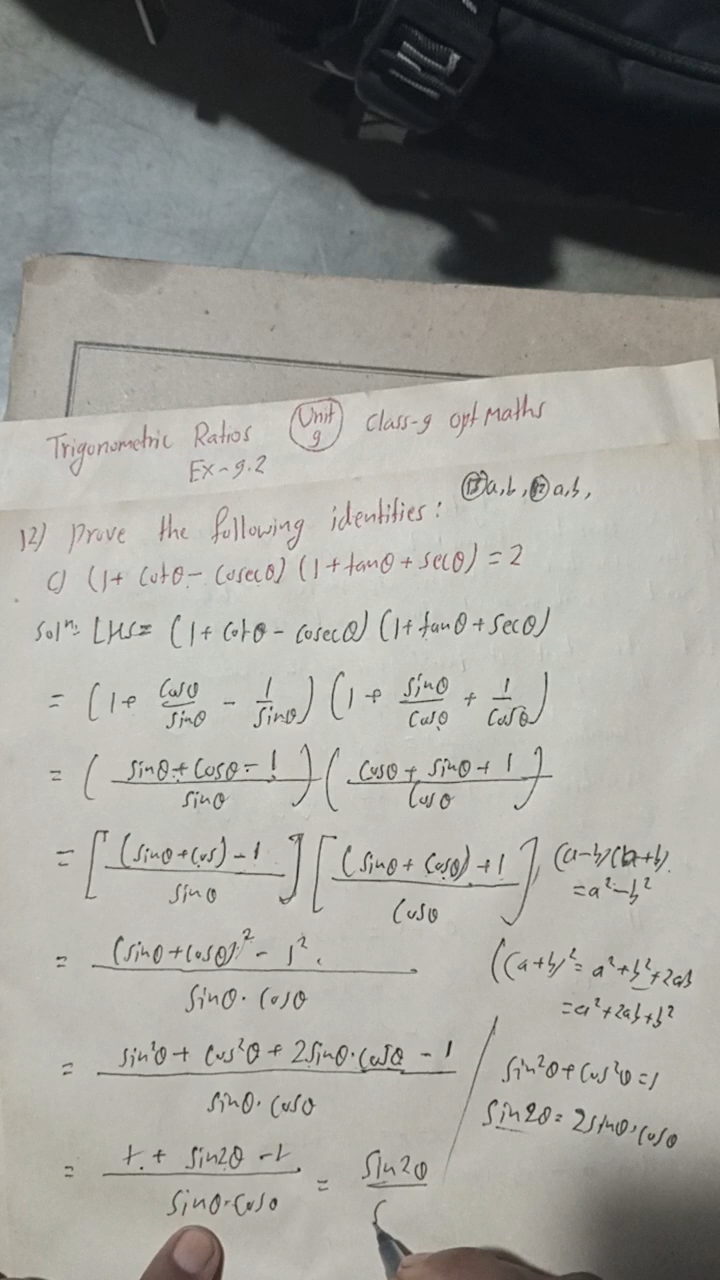 Trigonometric Ratios Unit 9 Class-9 opt Maths
Ex-9.2
a,b, a,b,
12) prove the following identities:
c) (1+ Cotθ - Cosecθ) (1+tanθ+secθ) = 2
Solⁿ: LHS= (1+ Cotθ - Cosecθ) (1+tanθ+secθ)
= (1+ Cosθ/Sinθ - 1/Sinθ) (1+ Sinθ/Cosθ + 1/Cosθ)
= (Sinθ+Cosθ-1/Sinθ) (Cosθ+Sinθ+1/Cosθ)
= [(Sinθ+Cos)-1/Sinθ] [(Sinθ+Cosθ)+1/Cosθ], (a-b)(a+b).
=a²-b²
= (Sinθ+Cosθ)² - 1²./Sinθ.Cosθ
((a+b)²= a²+b²+2ab
=a²+2ab+b²
= Sin²θ+Cos²θ+2Sinθ.Cosθ - 1/Sinθ.Cosθ
Sin²θ+Cos²θ=1
Sin2θ=2Sinθ.Cosθ
= 1.+ Sin2θ -1/Sinθ.Cosθ = Sin2θ